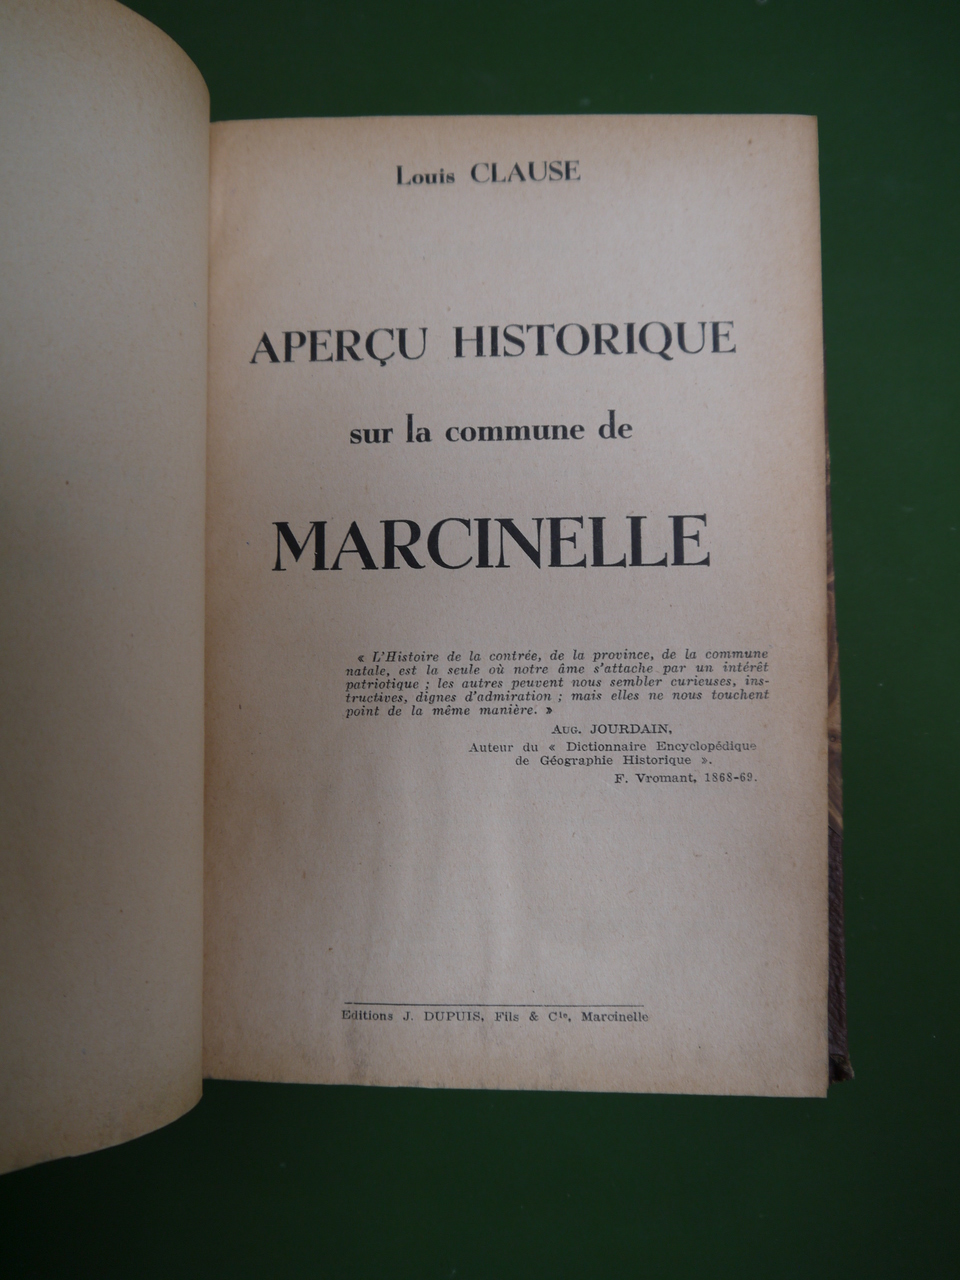 Louis CLAUSE
APERÇU HISTORIQUE
sur la commune de
MARCINELLE
« L'Histoire de la contrée, de la province, de la commune
natale, est la seule où notre âme s'attache par un intérêt
patriotique ; les autres peuvent nous sembler curieuses, ins-
tructives, dignes d'admiration ; mais elles ne nous touchent
point de la même manière. »
Aug. JOURDAIN,
Auteur du « Dictionnaire Encyclopédique
de Géographie Historique ».
F. Vromant, 1868-69.
Editions J. DUPUIS, Fils & Cie, Marcinelle